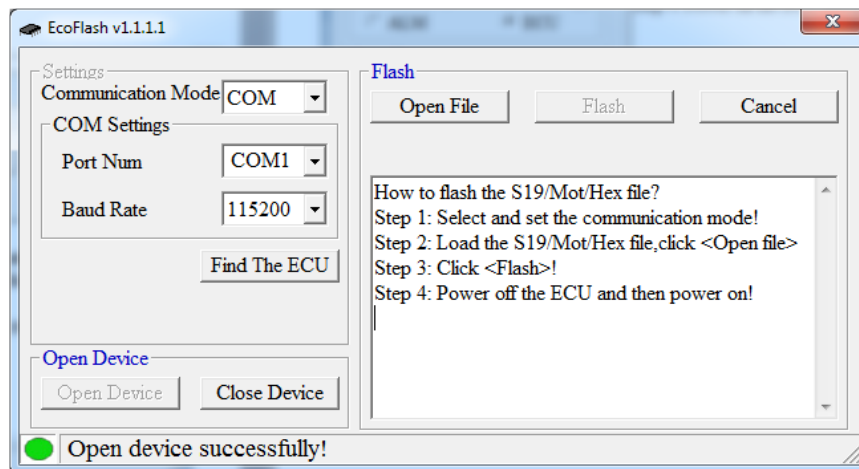 EcoFlash v1.1.1.1
Settings
Communication Mode COM
COM Settings
Port Num COM1
Baud Rate 115200
Find The ECU
Open Device
Open Device Close Device
Flash
Open File Flash Cancel
How to flash the S19/Mot/Hex file?
Step 1: Select and set the communication mode!
Step 2: Load the S19/Mot/Hex file,click <Open file>
Step 3: Click <Flash>!
Step 4: Power off the ECU and then power on!
Open device successfully!